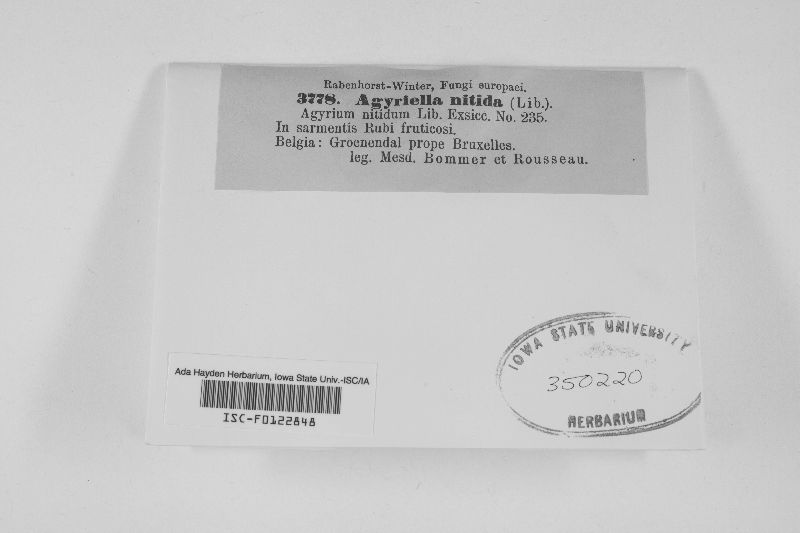 Rabenhorst-Winter, Fungi europaei.
3778. Agyriella nitida (Lib.).
Agyrium nitidum Lib. Exsicc. No. 235.
In sarmentis Rubi fruticosi.
Belgia: Groenendal prope Bruxelles.
leg. Mesd. Bommer et Rousseau.
IOWA STATE UNIVERSITY
350220
HERBARIUM
Ada Hayden Herbarium, Iowa State Univ.-ISC/IA
ISC-F0122848